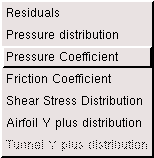 Residuals
Pressure distribution
Pressure Coefficient
Friction Coefficient
Shear Stress Distribution
Airfoil Y plus distribution
Tunnel Y plus distribution